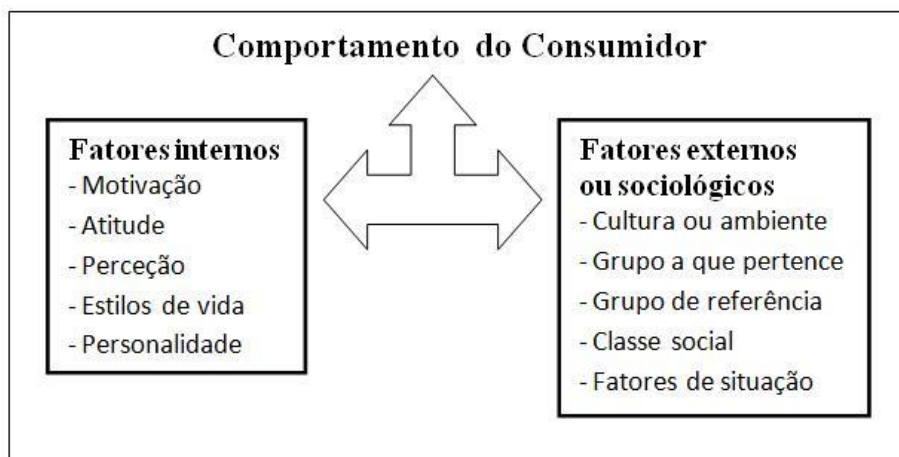 Comportamento do Consumidor
Fatores internos
- Motivação
- Atitude
- Perceção
- Estilos de vida
- Personalidade
Fatores externos
ou sociológicos
- Cultura ou ambiente
- Grupo a que pertence
- Grupo de referência
- Classe social
- Fatores de situação